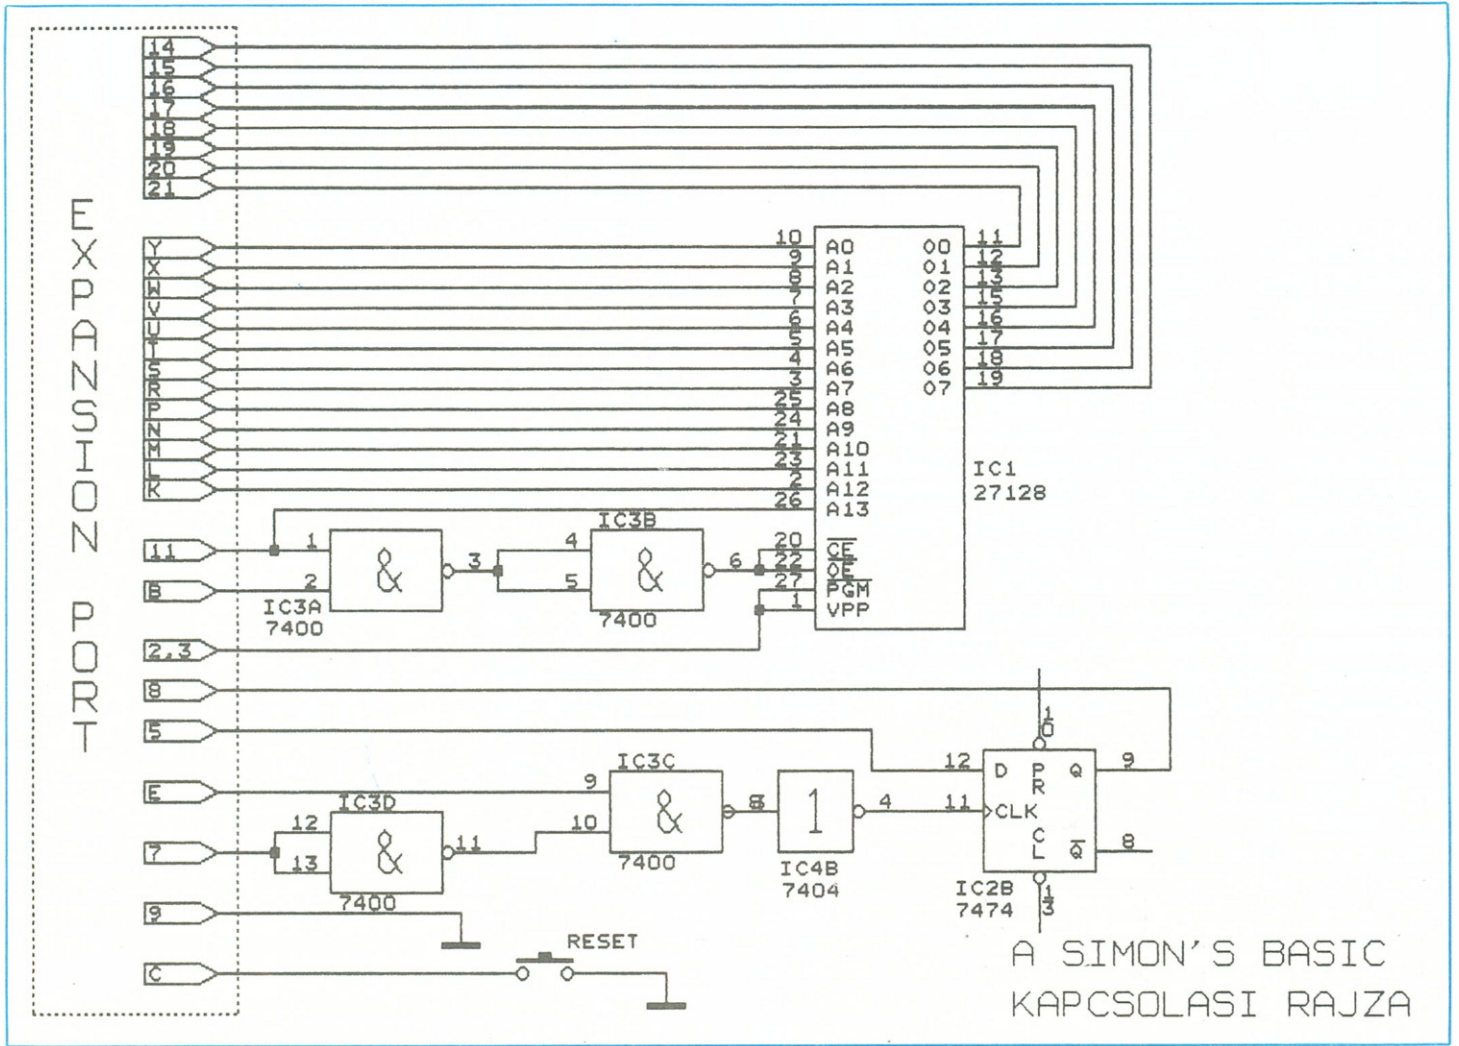 14
15
16
17
18
19
20
21
EXPANSION PORT
Y 10 A0 O0 11
X 9 A1 O1 12
W 8 A2 O2 13
V 7 A3 O3 15
U 6 A4 O4 16
T 5 A5 O5 17
S 4 A6 O6 18
R 3 A7 O7 19
P 25 A8
N 24 A9
M 21 A10
L 23 A11
K 2 A12
26 A13
IC1
27128
11 1 & 3
B 2
IC3A
7400
IC3B
4 & 6
5
7400
20 CE
22 OE
27 PGM
1 VPP
2,3
8
5
E
7
9
C
IC3D
12 & 11
13
7400
IC3C
9 & 8
10
7400
5 1 4
IC4B
7404
10
12 D PR Q 9
11 CLK
CL Q 8
IC2B
7474
13
RESET
A SIMON'S BASIC
KAPCSOLASI RAJZA